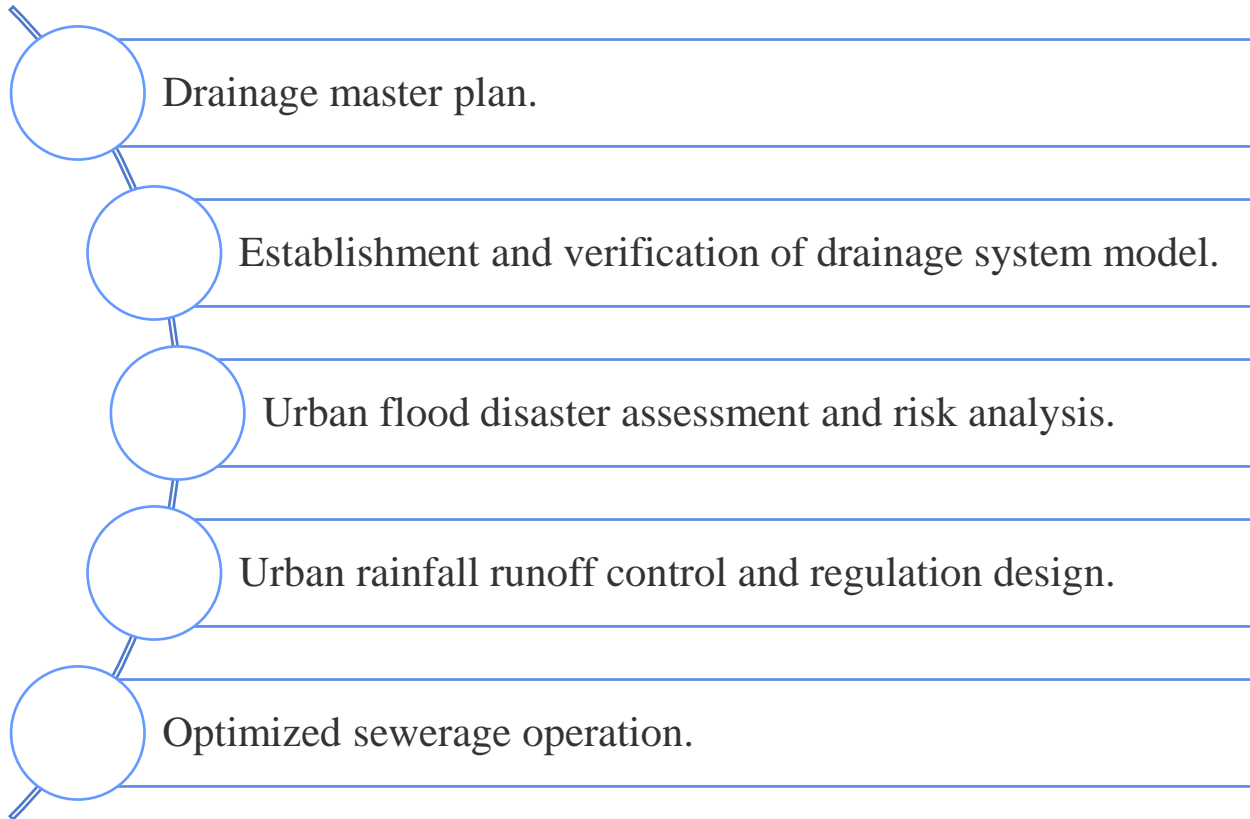 Drainage master plan.
Establishment and verification of drainage system model.
Urban flood disaster assessment and risk analysis.
Urban rainfall runoff control and regulation design.
Optimized sewerage operation.